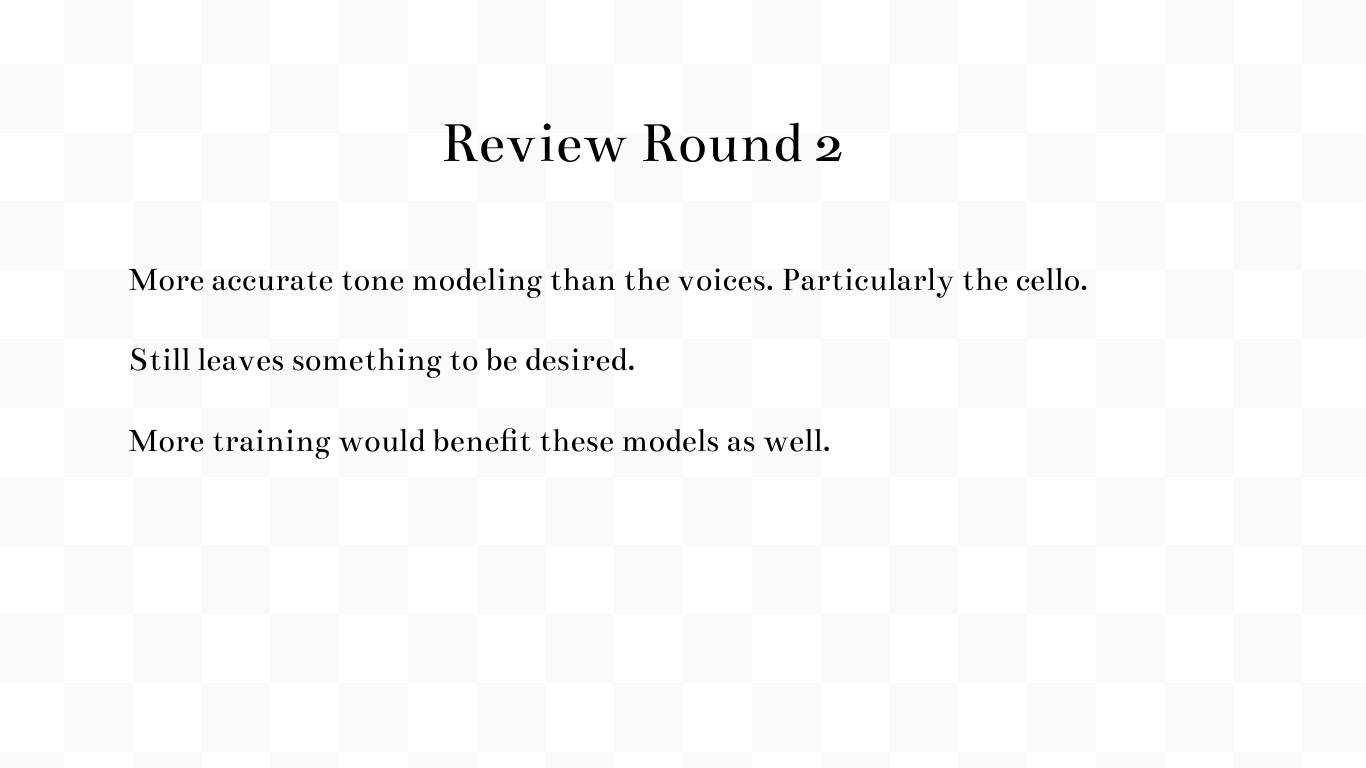 Review Round 2
More accurate tone modeling than the voices. Particularly the cello.
Still leaves something to be desired.
More training would benefit these models as well.